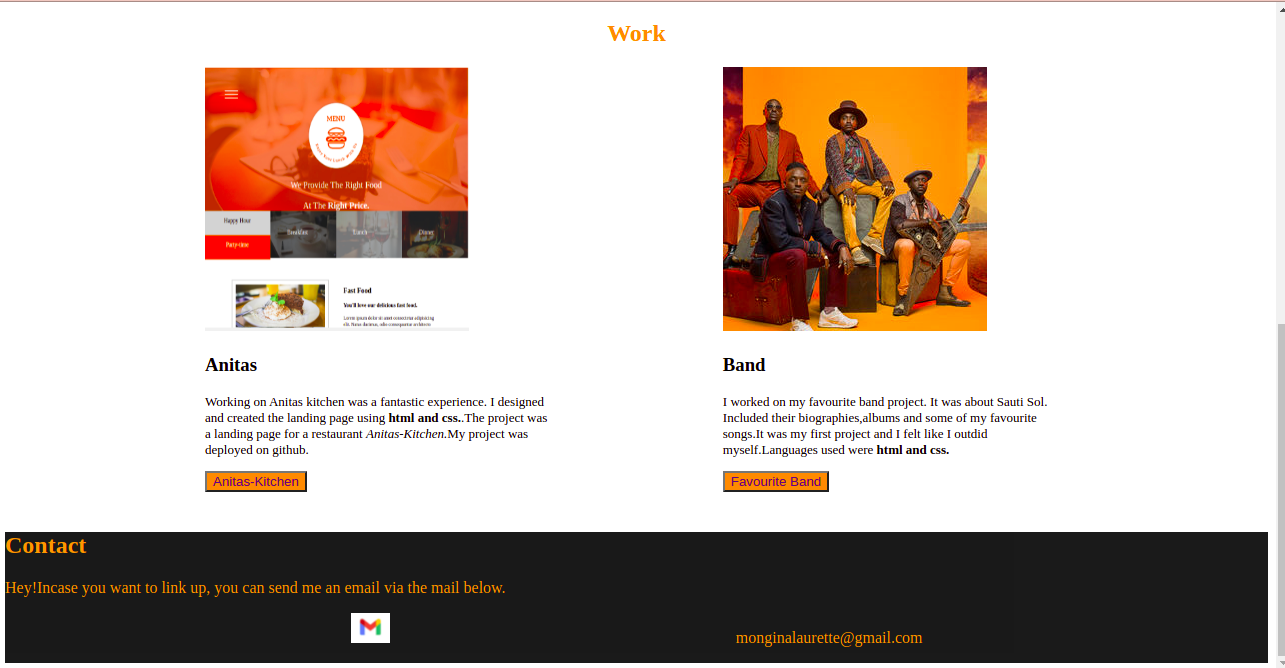 Work
MENU
We Provide The Right Food
At The Right Price.
Happy Hour
Breakfast
Dinner
Party-time
Fast Food
You'll love our delicious fast food.
Lorem ipsum dolor sit amet consectetur adipiscing
Anitas
Working on Anitas kitchen was a fantastic experience. I designed
and created the landing page using html and css..The project was
a landing page for a restaurant Anitas-Kitchen.My project was
deployed on github.
Anitas-Kitchen
Band
I worked on my favourite band project. It was about Sauti Sol.
Included their biographies,albums and some of my favourite
songs.It was my first project and I felt like I outdid
myself.Languages used were html and css.
Favourite Band
Contact
Hey!Incase you want to link up, you can send me an email via the mail below.
monginalaurette@gmail.com